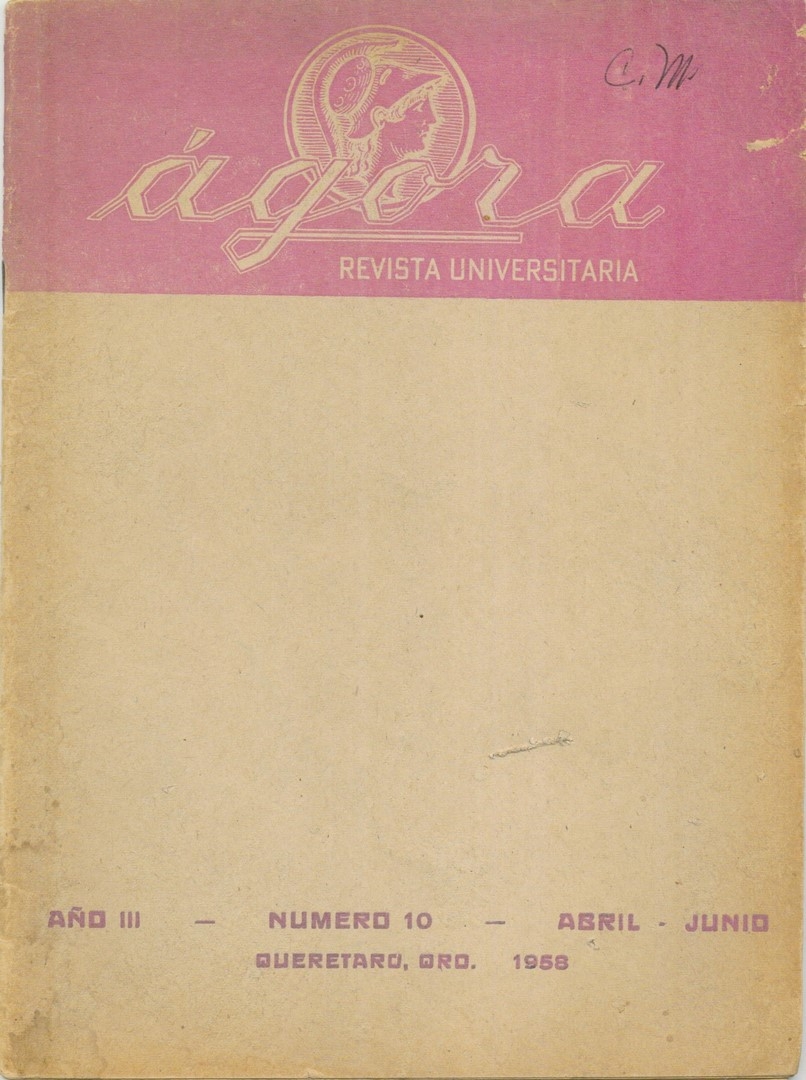 C. M.
ágora
REVISTA UNIVERSITARIA
AÑO III — NUMERO 10 — ABRIL - JUNIO
QUERETARO, QRO. 1958